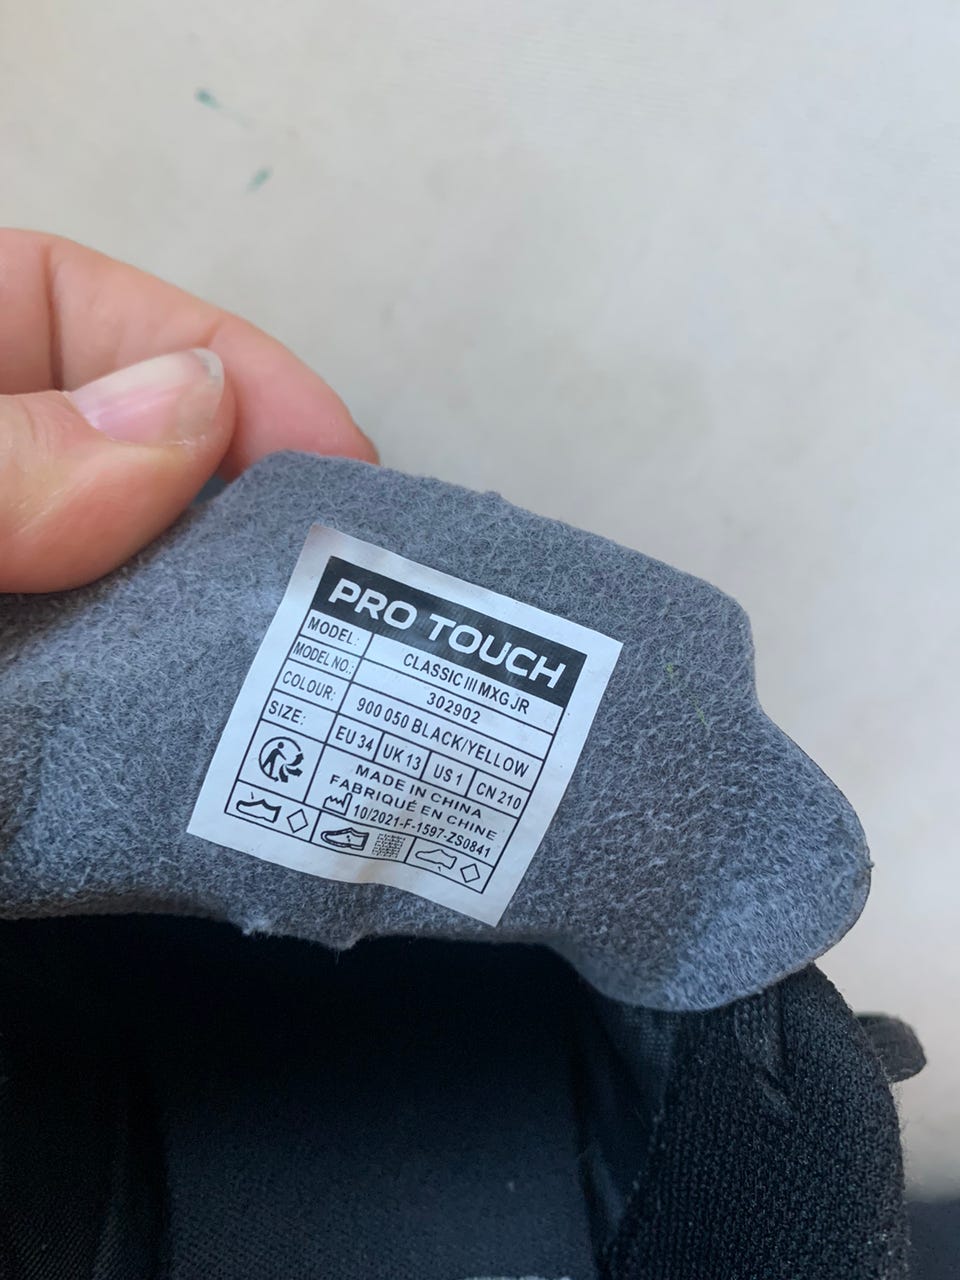 PRO TOUCH
MODEL: CLASSIC III MXG JR
MODEL NO.: 302902
COLOUR: 900 050 BLACK/YELLOW
SIZE: EU 34 UK 13 US 1 CN 210
MADE IN CHINA
FABRIQUÉ EN CHINE
10/2021-F-1597-ZS0841